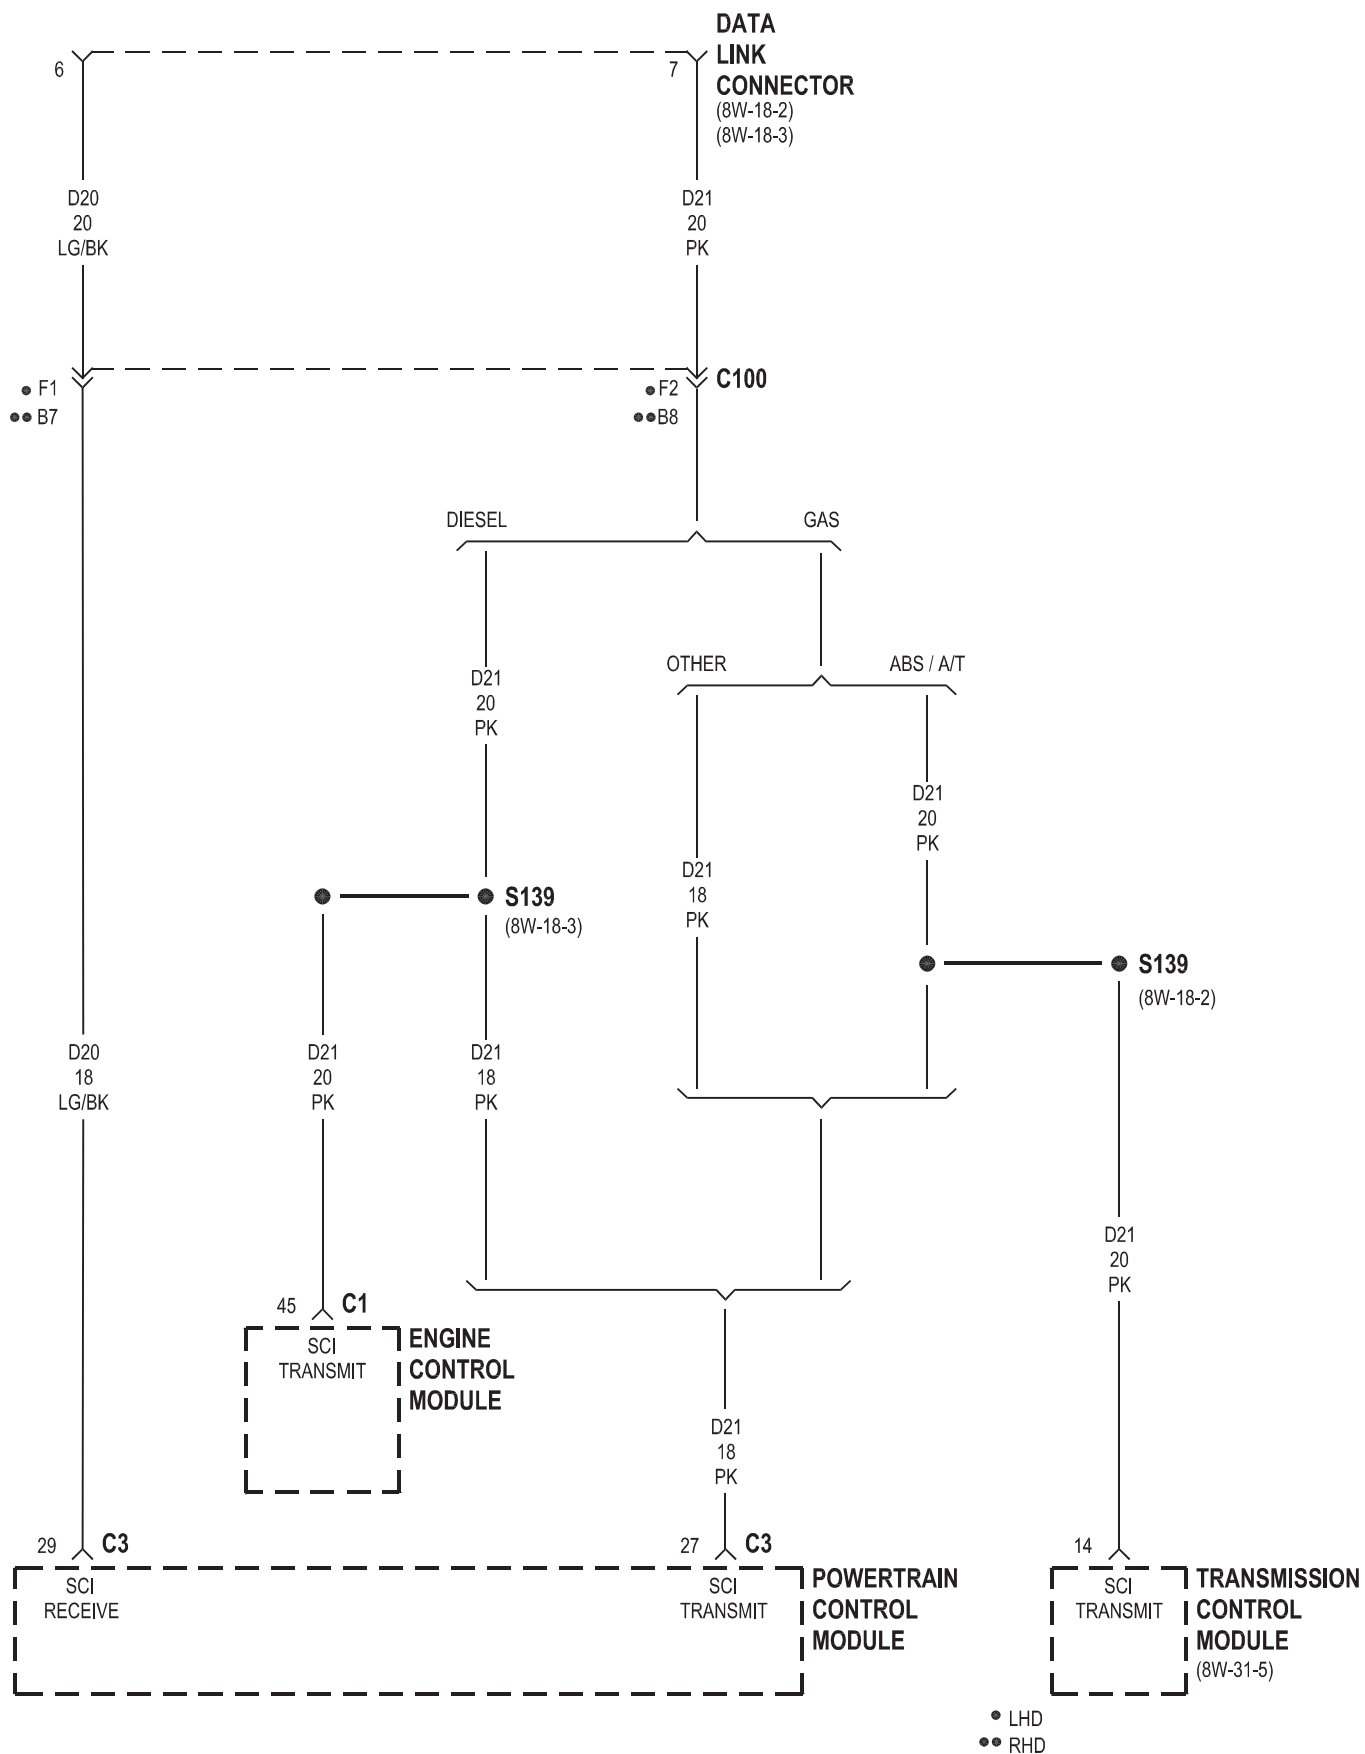 DATA
LINK
CONNECTOR
(8W-18-2)
(8W-18-3)
6
7
D20
20
LG/BK
D21
20
PK
C100
F1
B7
F2
B8
DIESEL
GAS
OTHER
ABS / A/T
D21
20
PK
D21
20
PK
D21
18
PK
S139
(8W-18-3)
S139
(8W-18-2)
D20
18
LG/BK
D21
20
PK
D21
18
PK
D21
20
PK
45
C1
SCI
TRANSMIT
ENGINE
CONTROL
MODULE
D21
18
PK
29
C3
27
C3
14
SCI
RECEIVE
SCI
TRANSMIT
POWERTRAIN
CONTROL
MODULE
SCI
TRANSMIT
TRANSMISSION
CONTROL
MODULE
(8W-31-5)
LHD
RHD